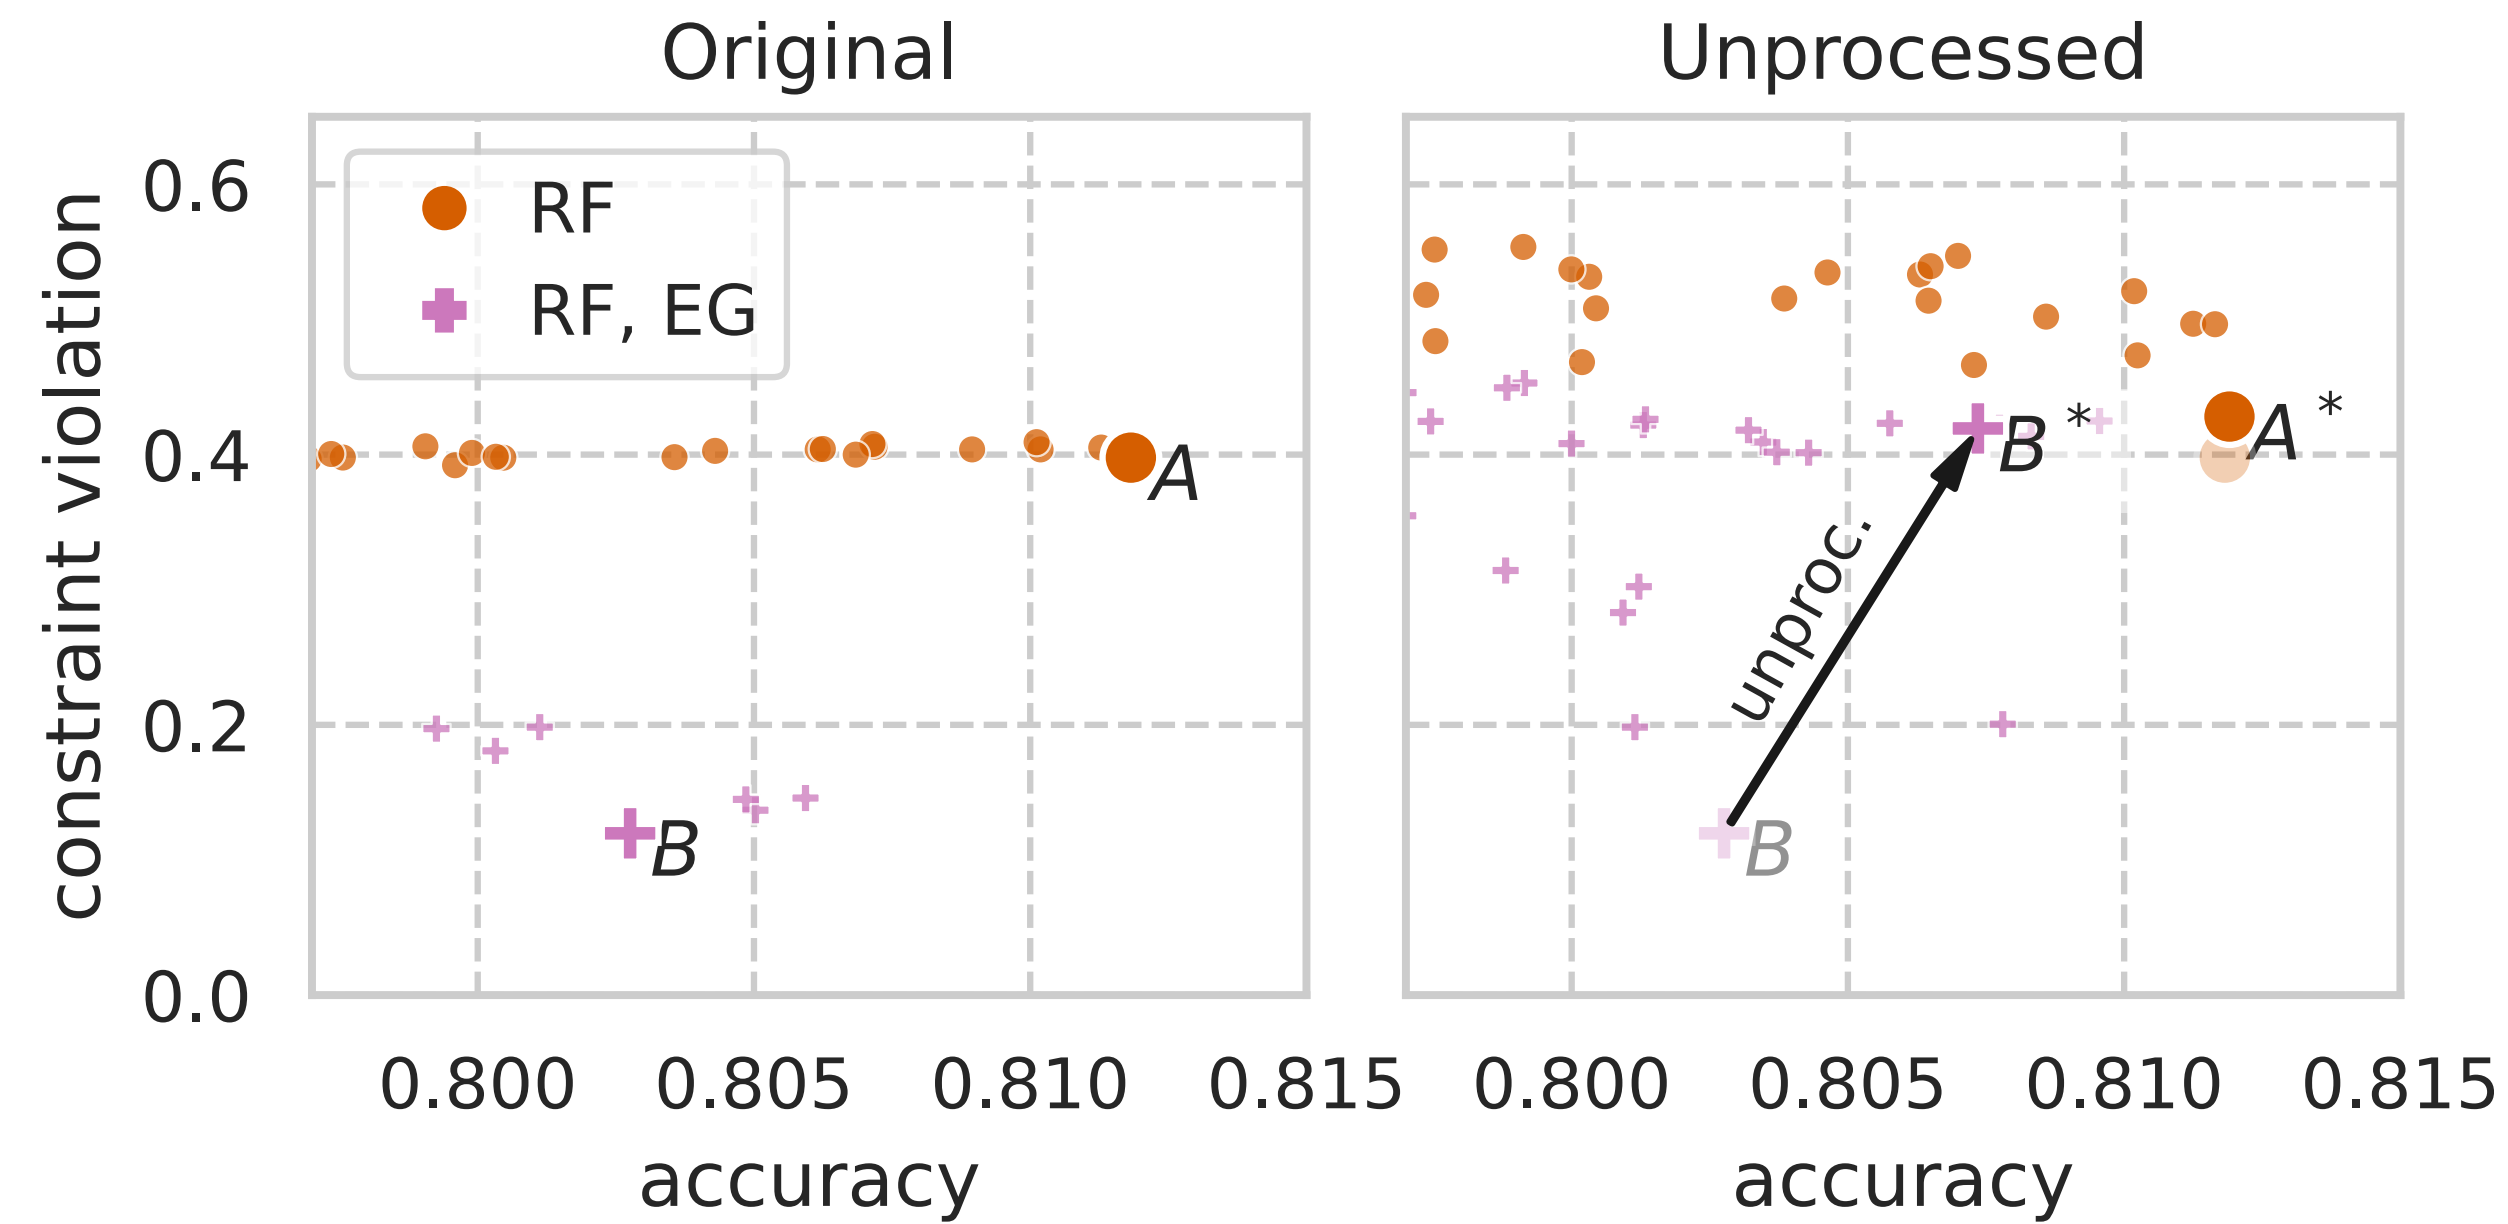 Original
Unprocessed
constraint violation
0.6
0.4
0.2
0.0
RF
RF, EG
A
B
0.800
0.805
0.810
0.815
accuracy
A*
B*
unproc.
B
0.800
0.805
0.810
0.815
accuracy